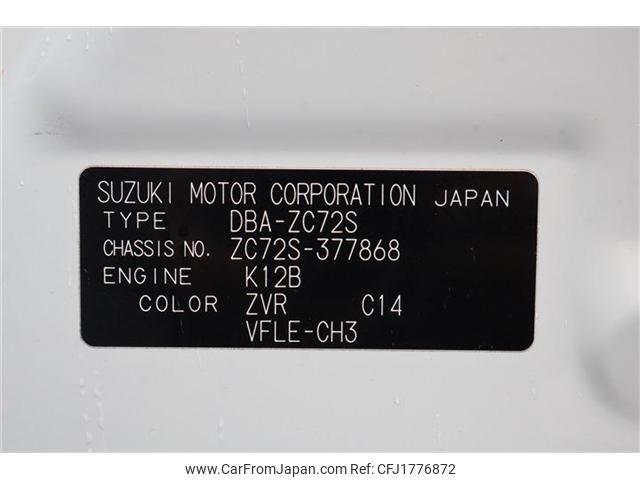 SUZUKI MOTOR CORPORATION JAPAN
TYPE DBA-ZC72S
CHASSIS NO. ZC72S-377868
ENGINE K12B
COLOR ZVR C14
VFLE-CH3
www.CarFromJapan.com CFJ1776872